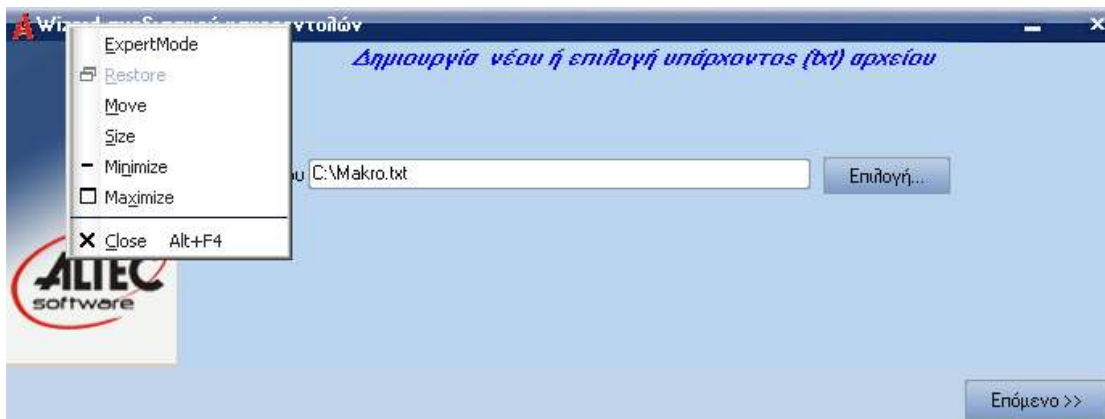 ντολών
ExpertMode
Δημιουργία νέου ή επιλογή υπάρχοντος (txt) αρχείου
Restore
Move
Size
Minimize
C:\Makro.txt
Επιλογή...
Maximize
Close Alt+F4
ALTEC
software
Επόμενο >>